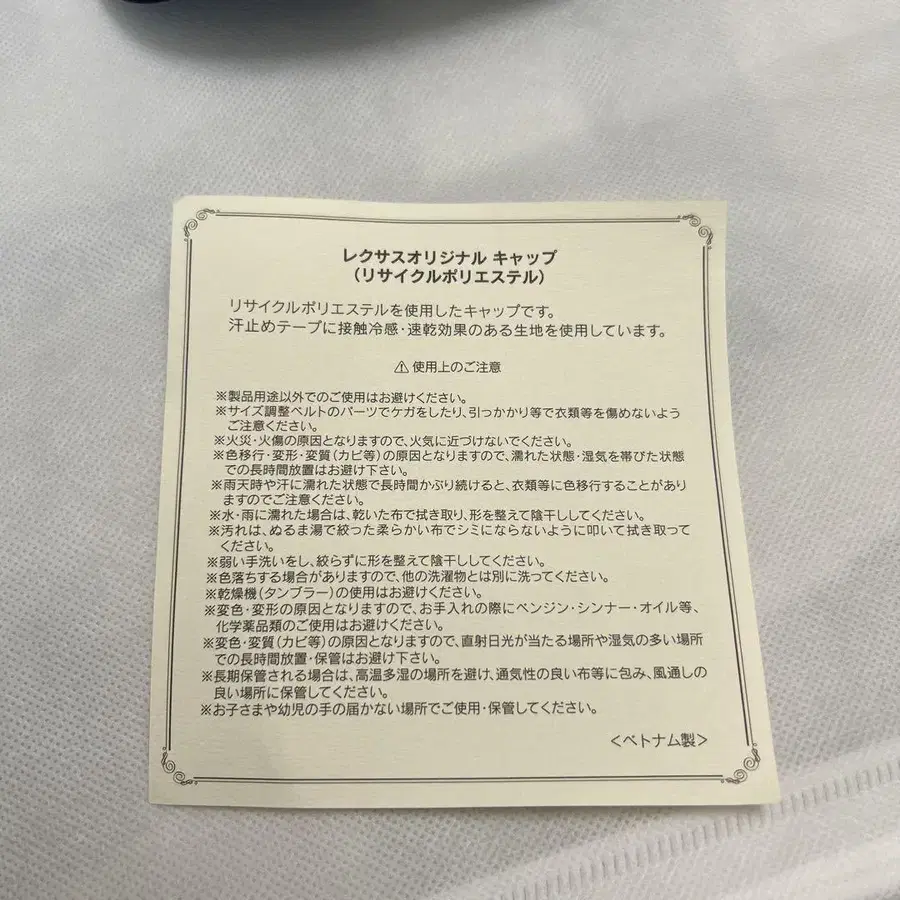 レクサスオリジナル キャップ
（リサイクルポリエステル）
リサイクルポリエステルを使用したキャップです。
汗止めテープに接触冷感・速乾効果のある生地を使用しています。
⚠使用上のご注意
※製品用途以外でのご使用はお避けください。
※サイズ調整ベルトのパーツでケガをしたり、引っかかり等で衣類等を傷めないよう
ご注意ください。
※火災・火傷の原因となりますので、火気に近づけないでください。
※色移行・変形・変質（カビ等）の原因となりますので、濡れた状態・湿気を帯びた状態
での長時間放置はお避け下さい。
※雨天時や汗に濡れた状態で長時間かぶり続けると、衣類等に色移行することがあり
ますのでご注意ください。
※水・雨に濡れた場合は、乾いた布で拭き取り、形を整えて陰干ししてください。
※汚れは、ぬるま湯で絞った柔らかい布でシミにならないように叩いて拭き取って
ください。
※弱い手洗いをし、絞らずに形を整えて陰干ししてください。
※色落ちする場合がありますので、他の洗濯物とは別に洗ってください。
※乾燥機（タンブラー）の使用はお避けください。
※変色・変形の原因となりますので、お手入れの際にベンジン・シンナー・オイル等、
化学薬品類のご使用はお避けください。
※変色・変質（カビ等）の原因となりますので、直射日光が当たる場所や湿気の多い場所
での長時間放置・保管はお避け下さい。
※長期保管される場合は、高温多湿の場所を避け、通気性の良い布等に包み、風通しの
良い場所に保管してください。
※お子さまや幼児の手の届かない場所でご使用・保管してください。
＜ベトナム製＞